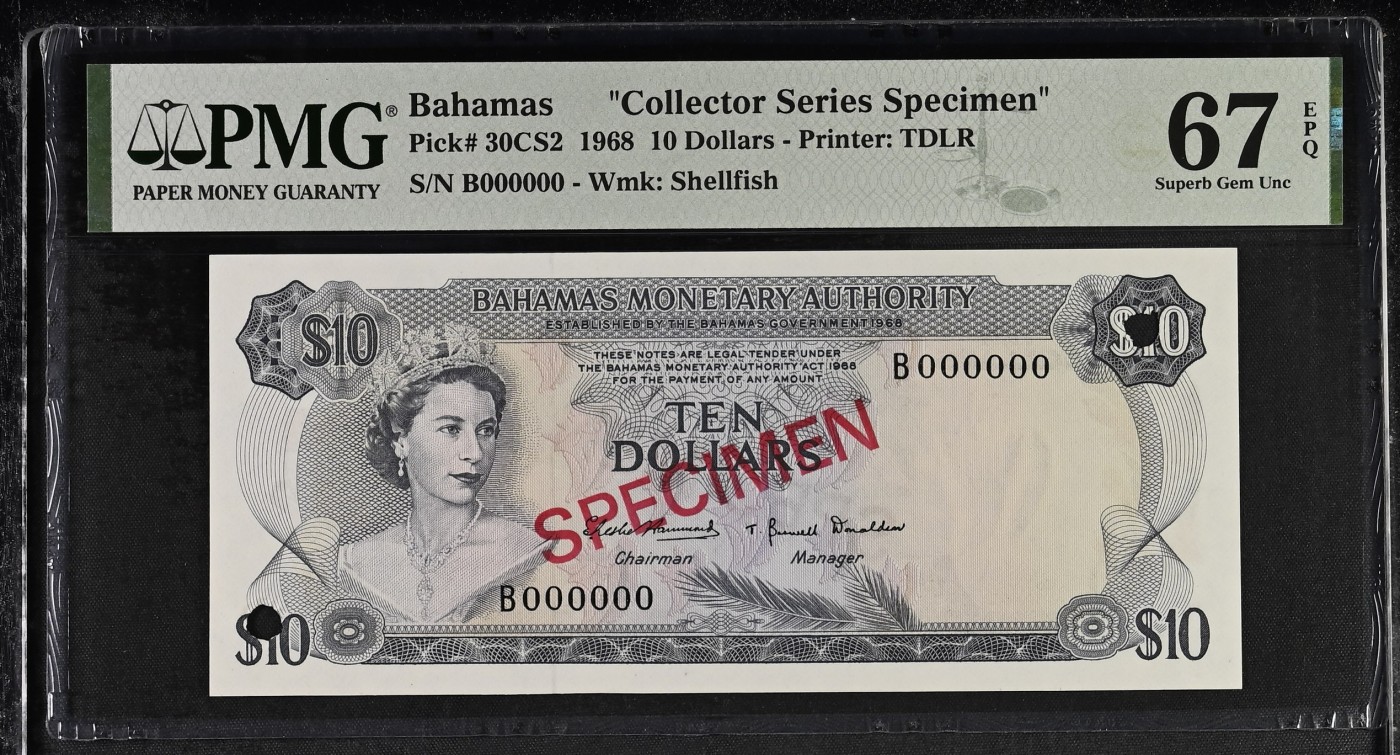 PMG®
PAPER MONEY GUARANTY
Bahamas "Collector Series Specimen"
Pick# 30CS2 1968 10 Dollars - Printer: TDLR
S/N B000000 - Wmk: Shellfish
67
EPQ
Superb Gem Unc
BAHAMAS MONETARY AUTHORITY
ESTABLISHED BY THE BAHAMAS GOVERNMENT 1968
$10
$10
THESE NOTES ARE LEGAL TENDER UNDER
THE BAHAMAS MONETARY AUTHORITY ACT 1968
FOR THE PAYMENT OF ANY AMOUNT
B000000
TEN
DOLLARS
SPECIMEN
T. Burwell Donaldson
Chairman Manager
B000000
$10
$10